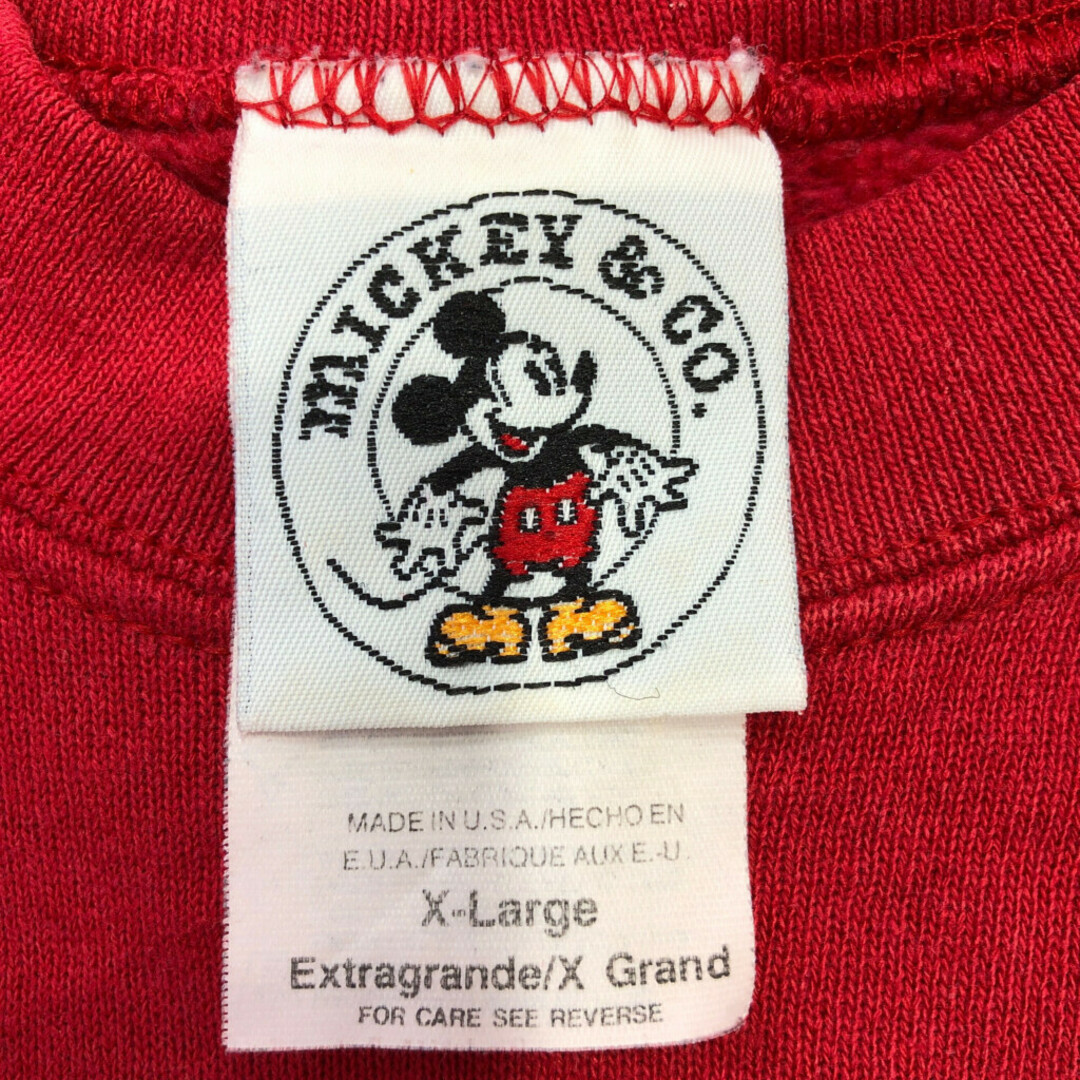 MICKEY & CO.
MADE IN U.S.A./HECHO EN
E.U.A./FABRIQUE AUX E.-U.
X-Large
Extragrande/X Grand
FOR CARE SEE REVERSE